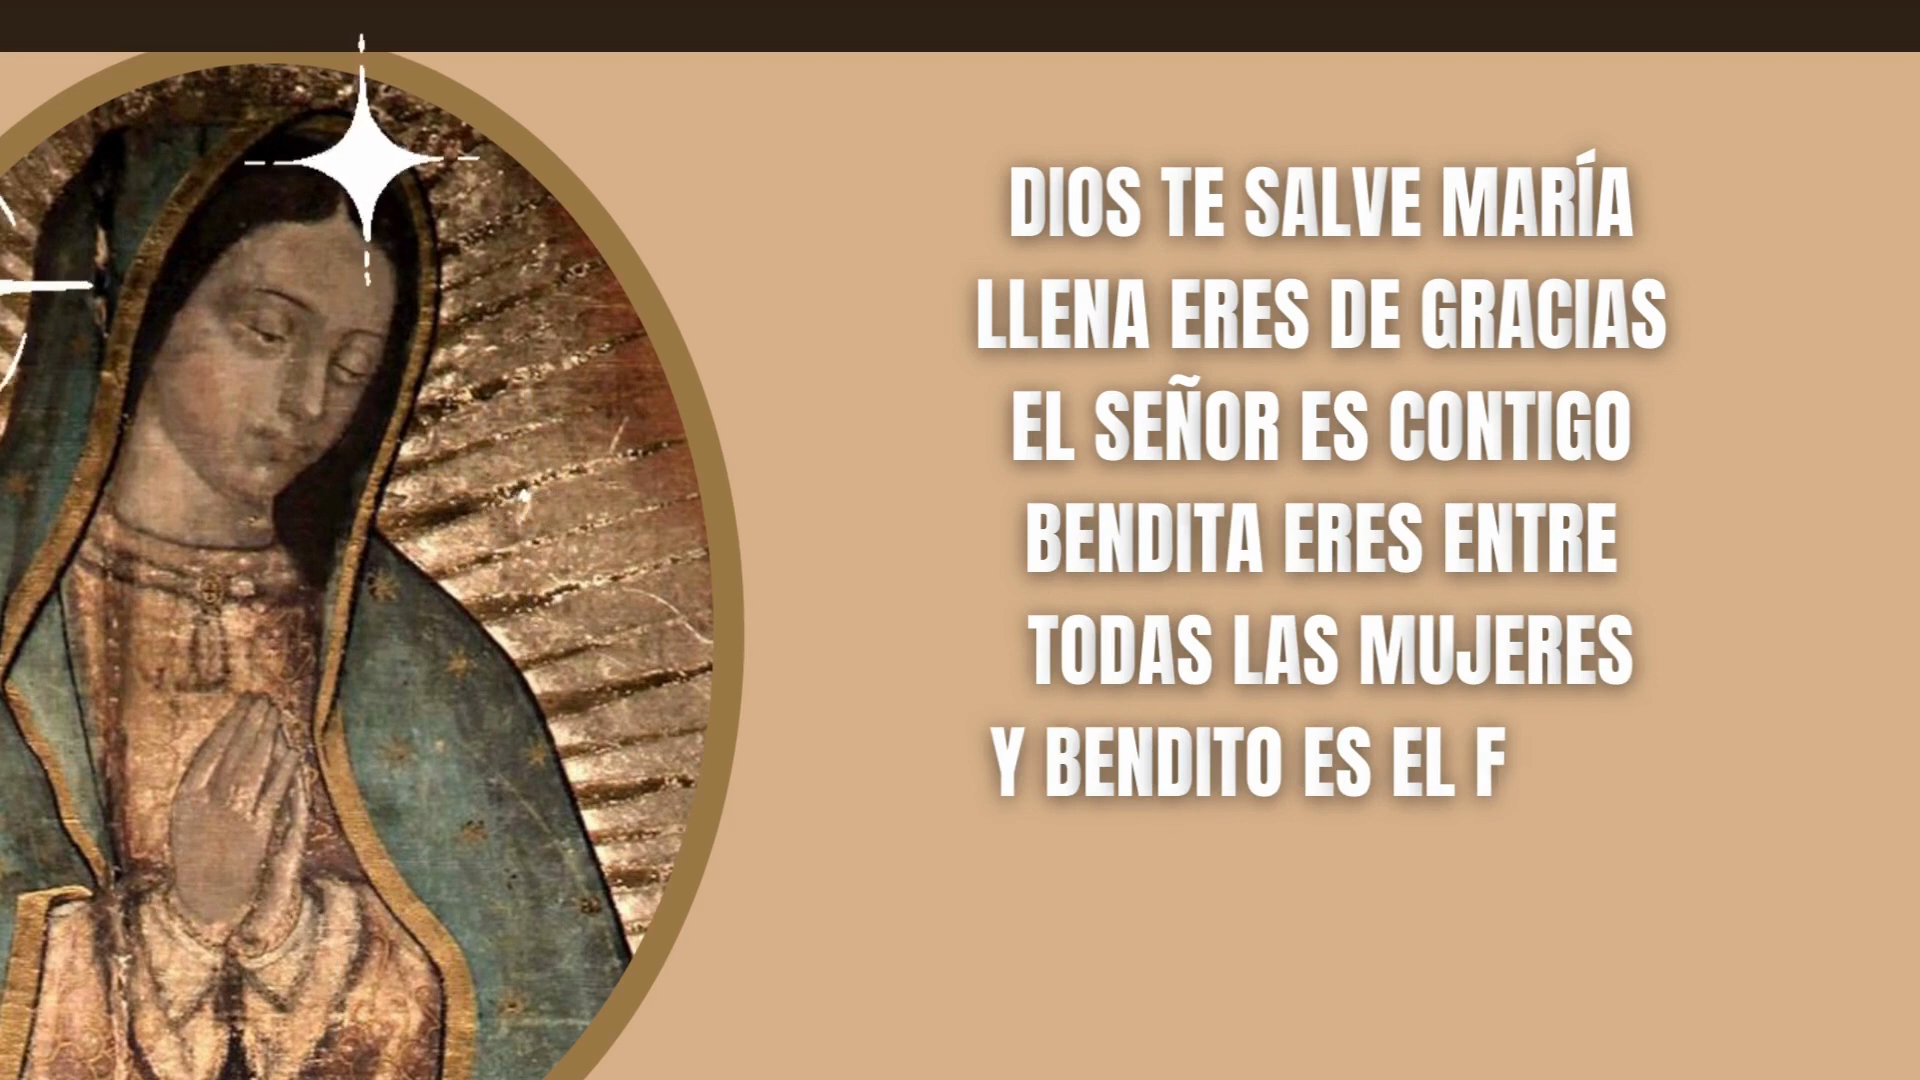 DIOS TE SALVE MARÍA
LLENA ERES DE GRACIAS
EL SEÑOR ES CONTIGO
BENDITA ERES ENTRE
TODAS LAS MUJERES
Y BENDITO ES EL F